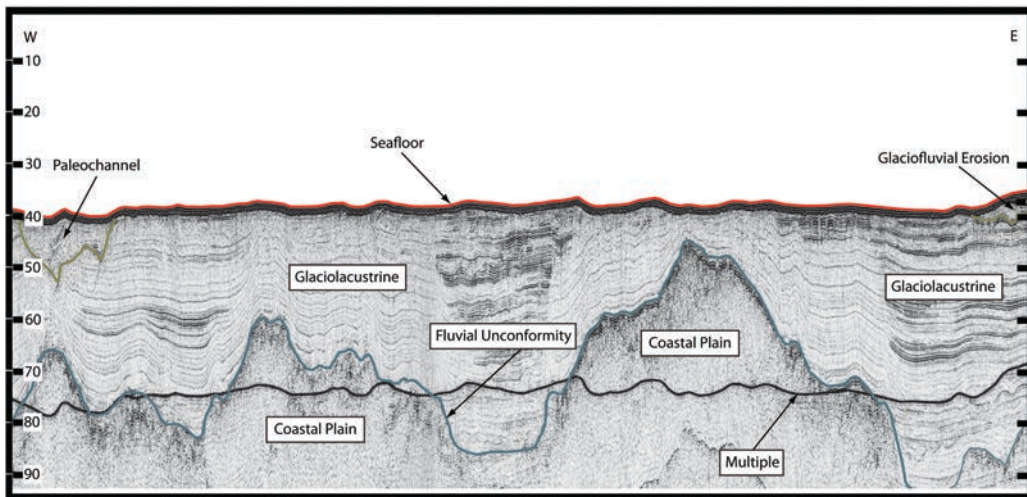 W
E
10
20
30
40
50
60
70
80
90
Seafloor
Paleochannel
Glaciofluvial Erosion
Glaciolacustrine
Glaciolacustrine
Fluvial Unconformity
Coastal Plain
Coastal Plain
Multiple